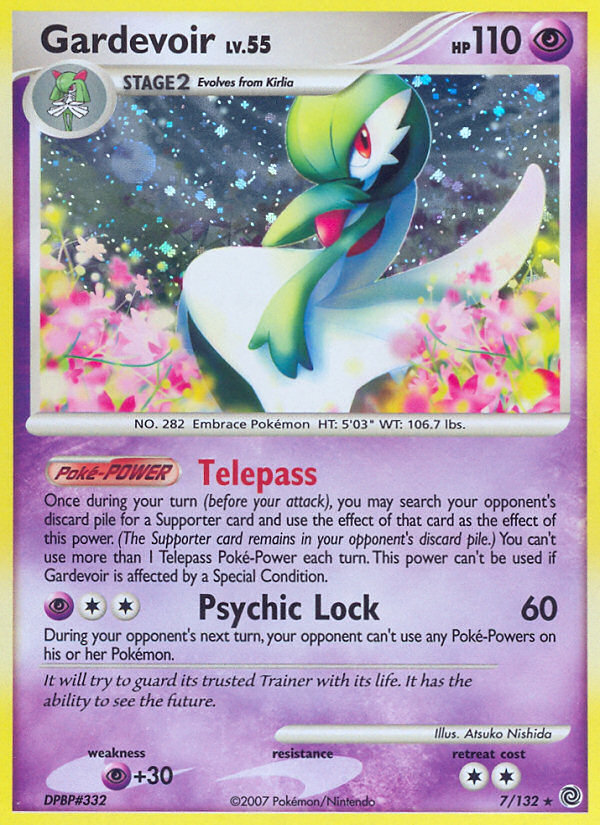 Gardevoir LV.55
HP 110
STAGE2 Evolves from Kirlia
NO. 282 Embrace Pokémon HT: 5'03" WT: 106.7 lbs.
Poké-POWER Telepass
Once during your turn (before your attack), you may search your opponent's
discard pile for a Supporter card and use the effect of that card as the effect of
this power. (The Supporter card remains in your opponent's discard pile.) You can't
use more than 1 Telepass Poké-Power each turn. This power can't be used if
Gardevoir is affected by a Special Condition.
Psychic Lock 60
During your opponent's next turn, your opponent can't use any Poké-Powers on
his or her Pokémon.
It will try to guard its trusted Trainer with its life. It has the
ability to see the future.
Illus. Atsuko Nishida
weakness resistance retreat cost
+30
DPBP#332 ©2007 Pokémon/Nintendo 7/132 ★